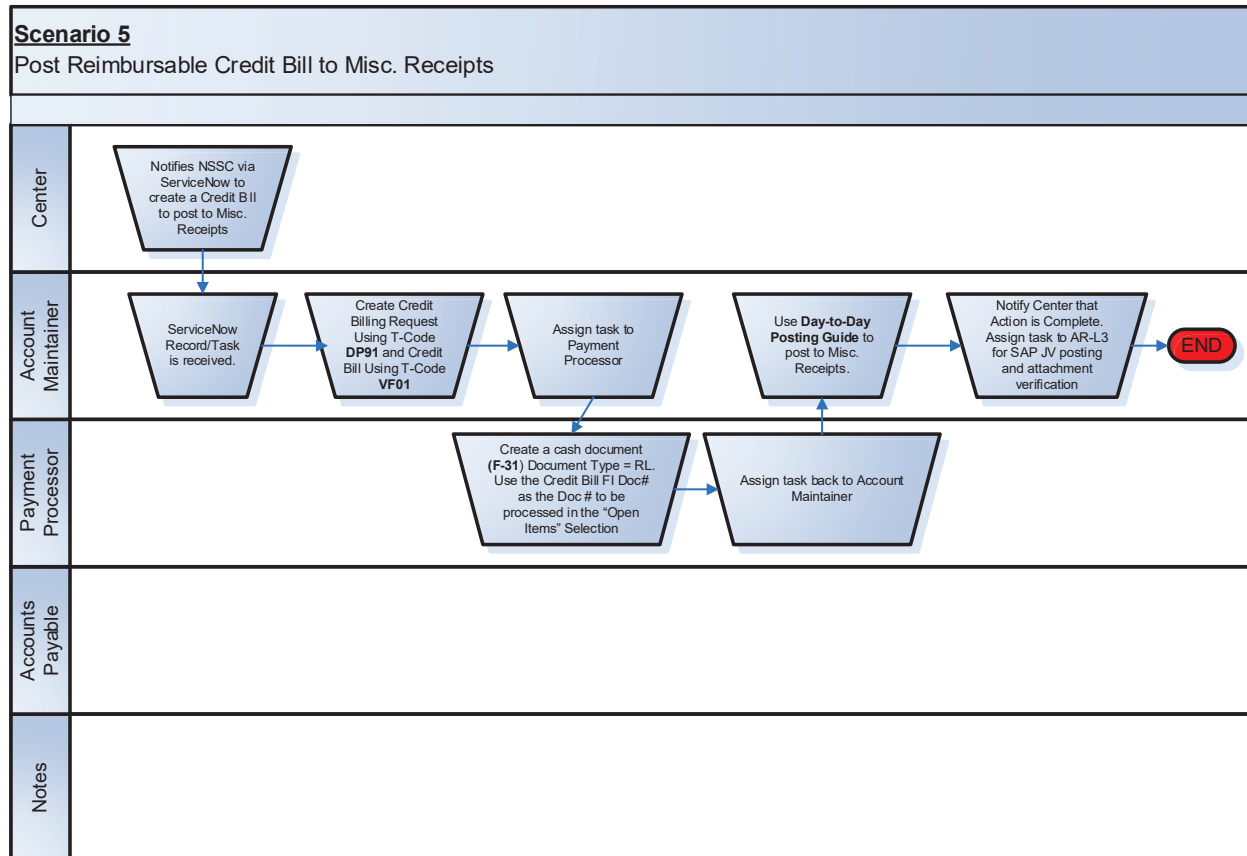 Scenario 5
Post Reimbursable Credit Bill to Misc. Receipts
Center
Notifies NSSC via
ServiceNow to
create a Credit Bill
to post to Misc.
Receipts
Account
Maintainer
ServiceNow
Record/Task
is received.
Create Credit
Billing Request
Using T-Code
DP91 and Credit
Bill Using T-Code
VF01
Assign task to
Payment
Processor
Use Day-to-Day
Posting Guide to
post to Misc.
Receipts.
Notify Center that
Action is Complete.
Assign task to AR-L3
for SAP JV posting
and attachment
verification
END
Payment
Processor
Create a cash document
(F-31) Document Type = RL.
Use the Credit Bill FI Doc#
as the Doc # to be
processed in the “Open
Items” Selection
Assign task back to Account
Maintainer
Accounts
Payable
Notes